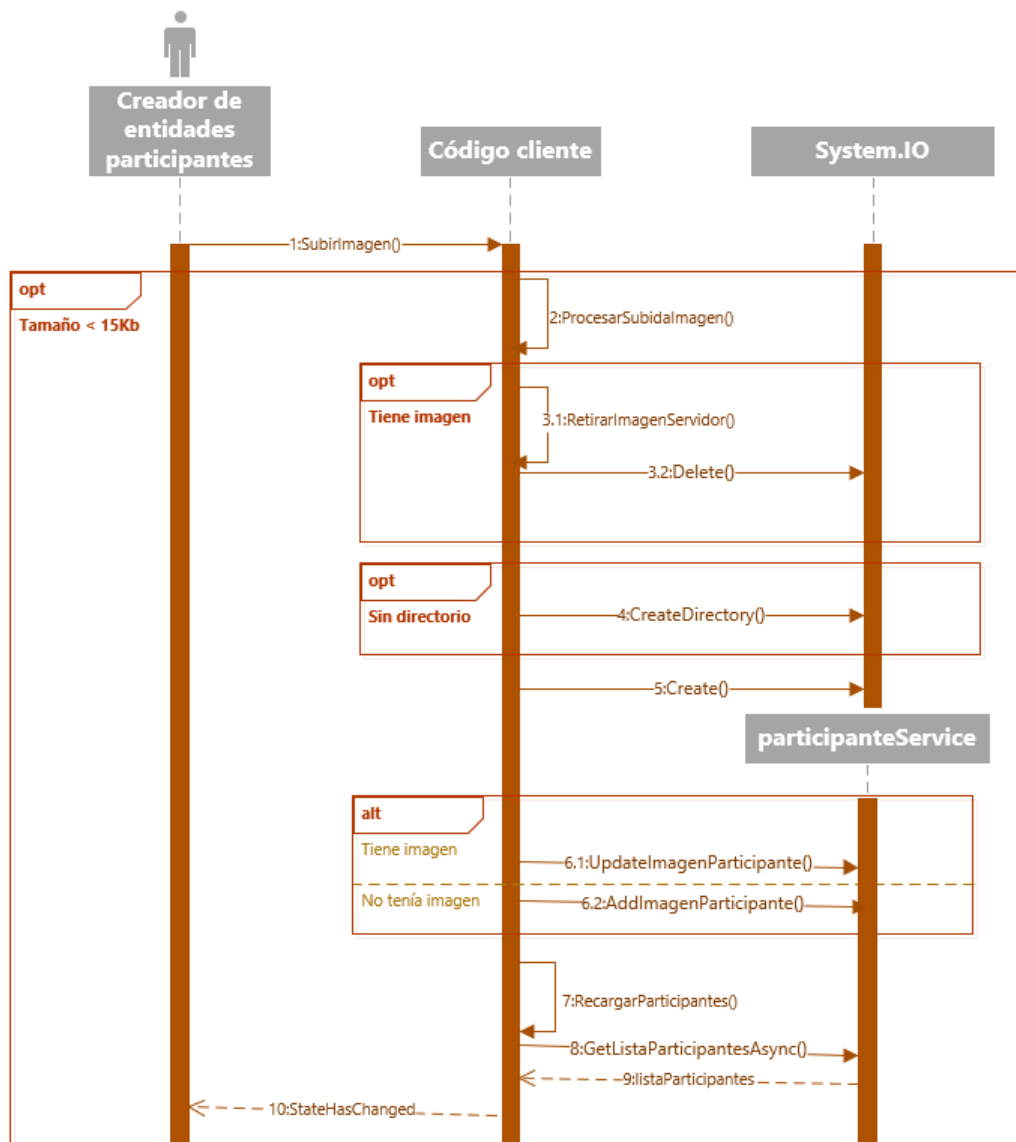 Creador de
entidades
participantes
Código cliente
System.IO
1:SubirImagen()
opt
Tamaño < 15Kb
2:ProcesarSubidaImagen()
opt
Tiene imagen
3.1:RetirarImagenServidor()
3.2:Delete()
opt
Sin directorio
4:CreateDirectory()
5:Create()
participanteService
alt
Tiene imagen
6.1:UpdateImagenParticipante()
No tenía imagen
6.2:AddImagenParticipante()
7:RecargarParticipantes()
8:GetListaParticipantesAsync()
9:listaParticipantes
10:StateHasChanged